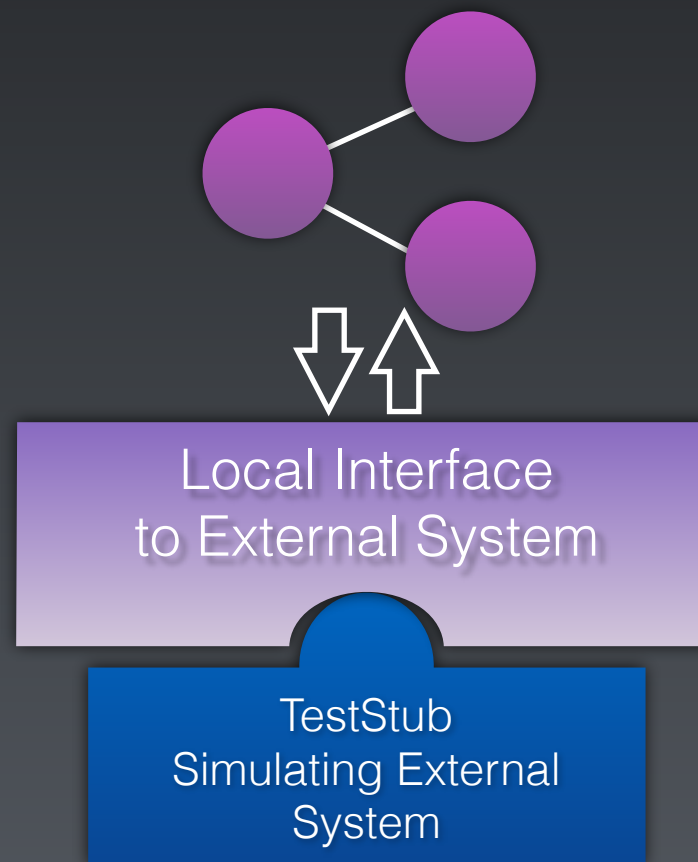 Local Interface
to External System
TestStub
Simulating External
System